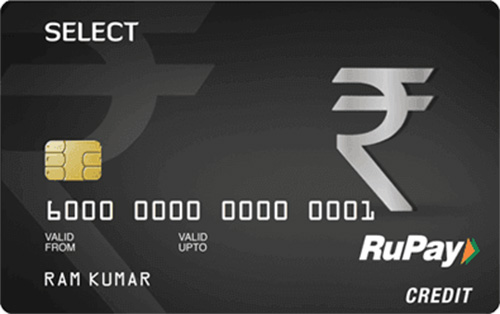 SELECT
₹
6000 0000 0000 0001
VALID FROM
VALID UPTO
RAM KUMAR
RuPay
CREDIT